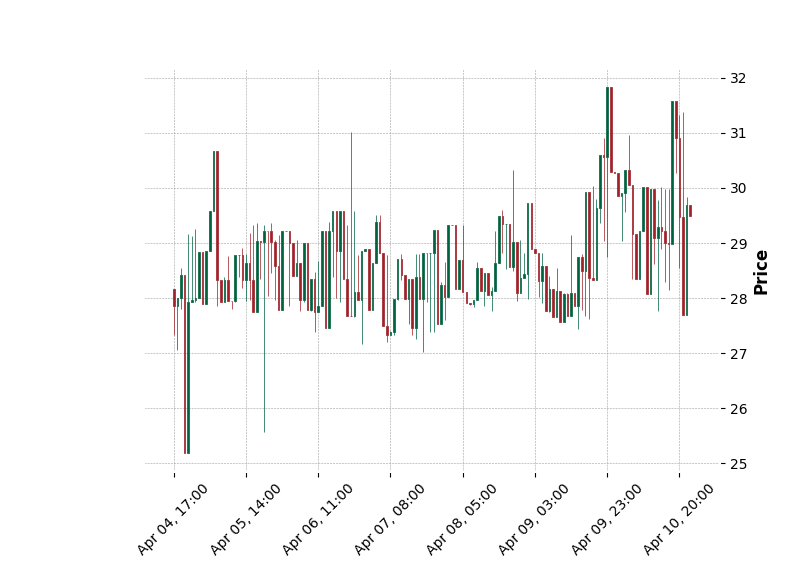 32
31
30
29
28
27
26
25
Price
Apr 04, 17:00
Apr 05, 14:00
Apr 06, 11:00
Apr 07, 08:00
Apr 08, 05:00
Apr 09, 03:00
Apr 09, 23:00
Apr 10, 20:00